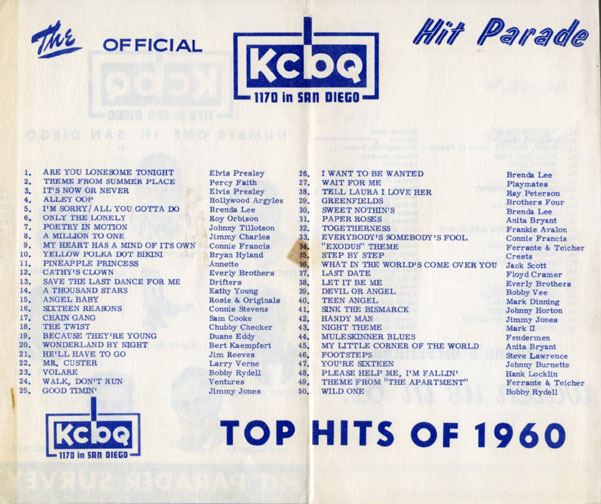 The OFFICIAL Hit Parade
KcbQ
1170 in SAN DIEGO
1. ARE YOU LONESOME TONIGHT Elvis Presley
2. THEME FROM SUMMER PLACE Percy Faith
3. IT'S NOW OR NEVER Elvis Presley
4. ALLEY OOP Hollywood Argyles
5. I'M SORRY/ALL YOU GOTTA DO Brenda Lee
6. ONLY THE LONELY Roy Orbison
7. POETRY IN MOTION Johnny Tillotson
8. A MILLION TO ONE Jimmy Charles
9. MY HEART HAS A MIND OF ITS OWN Connie Francis
10. YELLOW POLKA DOT BIKINI Bryan Hyland
11. PINEAPPLE PRINCESS Annette
12. CATHY'S CLOWN Everly Brothers
13. SAVE THE LAST DANCE FOR ME Drifters
14. A THOUSAND STARS Kathy Young
15. ANGEL BABY Rosie & Originals
16. SIXTEEN REASONS Connie Stevens
17. CHAIN GANG Sam Cooke
18. THE TWIST Chubby Checker
19. BECAUSE THEY'RE YOUNG Duane Eddy
20. WONDERLAND BY NIGHT Bert Kaempfert
21. HE'LL HAVE TO GO Jim Reeves
22. MR. CUSTER Larry Verne
23. VOLARE Bobby Rydell
24. WALK, DON'T RUN Ventures
25. GOOD TIMIN' Jimmy Jones
26. I WANT TO BE WANTED Brenda Lee
27. WAIT FOR ME Playmates
28. TELL LAURA I LOVE HER Ray Peterson
29. GREENFIELDS Brothers Four
30. SWEET NOTHIN'S Brenda Lee
31. PAPER ROSES Anita Bryant
32. TOGETHERNESS Frankie Avalon
33. EVERYBODY'S SOMEBODY'S FOOL Connie Francis
34. "EXODUS" THEME Ferrante & Teicher
35. STEP BY STEP Crests
36. WHAT IN THE WORLD'S COME OVER YOU Jack Scott
37. LAST DATE Floyd Cramer
38. LET IT BE ME Everly Brothers
39. DEVIL OR ANGEL Bobby Vee
40. TEEN ANGEL Mark Dinning
41. SINK THE BISMARCK Johnny Horton
42. HANDY MAN Jimmy Jones
43. NIGHT THEME Mark II
44. MULESKINNER BLUES Fendermen
45. MY LITTLE CORNER OF THE WORLD Anita Bryant
46. FOOTSTEPS Steve Lawrence
47. YOU'RE SIXTEEN Johnny Burnette
48. PLEASE HELP ME, I'M FALLIN' Hank Locklin
49. THEME FROM "THE APARTMENT" Ferrante & Teicher
50. WILD ONE Bobby Rydell
KcbQ
1170 in SAN DIEGO
TOP HITS OF 1960